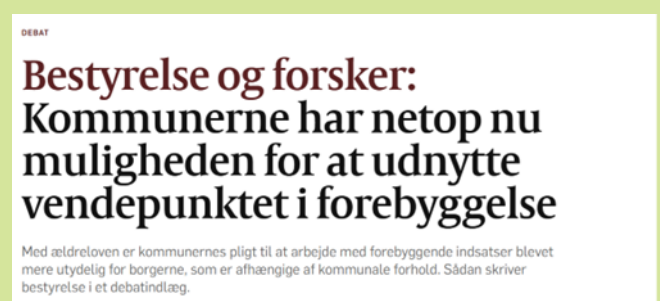 DEBAT
Bestyrelse og forsker:
Kommunerne har netop nu
muligheden for at udnytte
vendepunktet i forebyggelse
Med ældreloven er kommunernes pligt til at arbejde med forebyggende indsatser blevet
mere utydelig for borgerne, som er afhængige af kommunale forhold. Sådan skriver
bestyrelse i et debatindlæg.